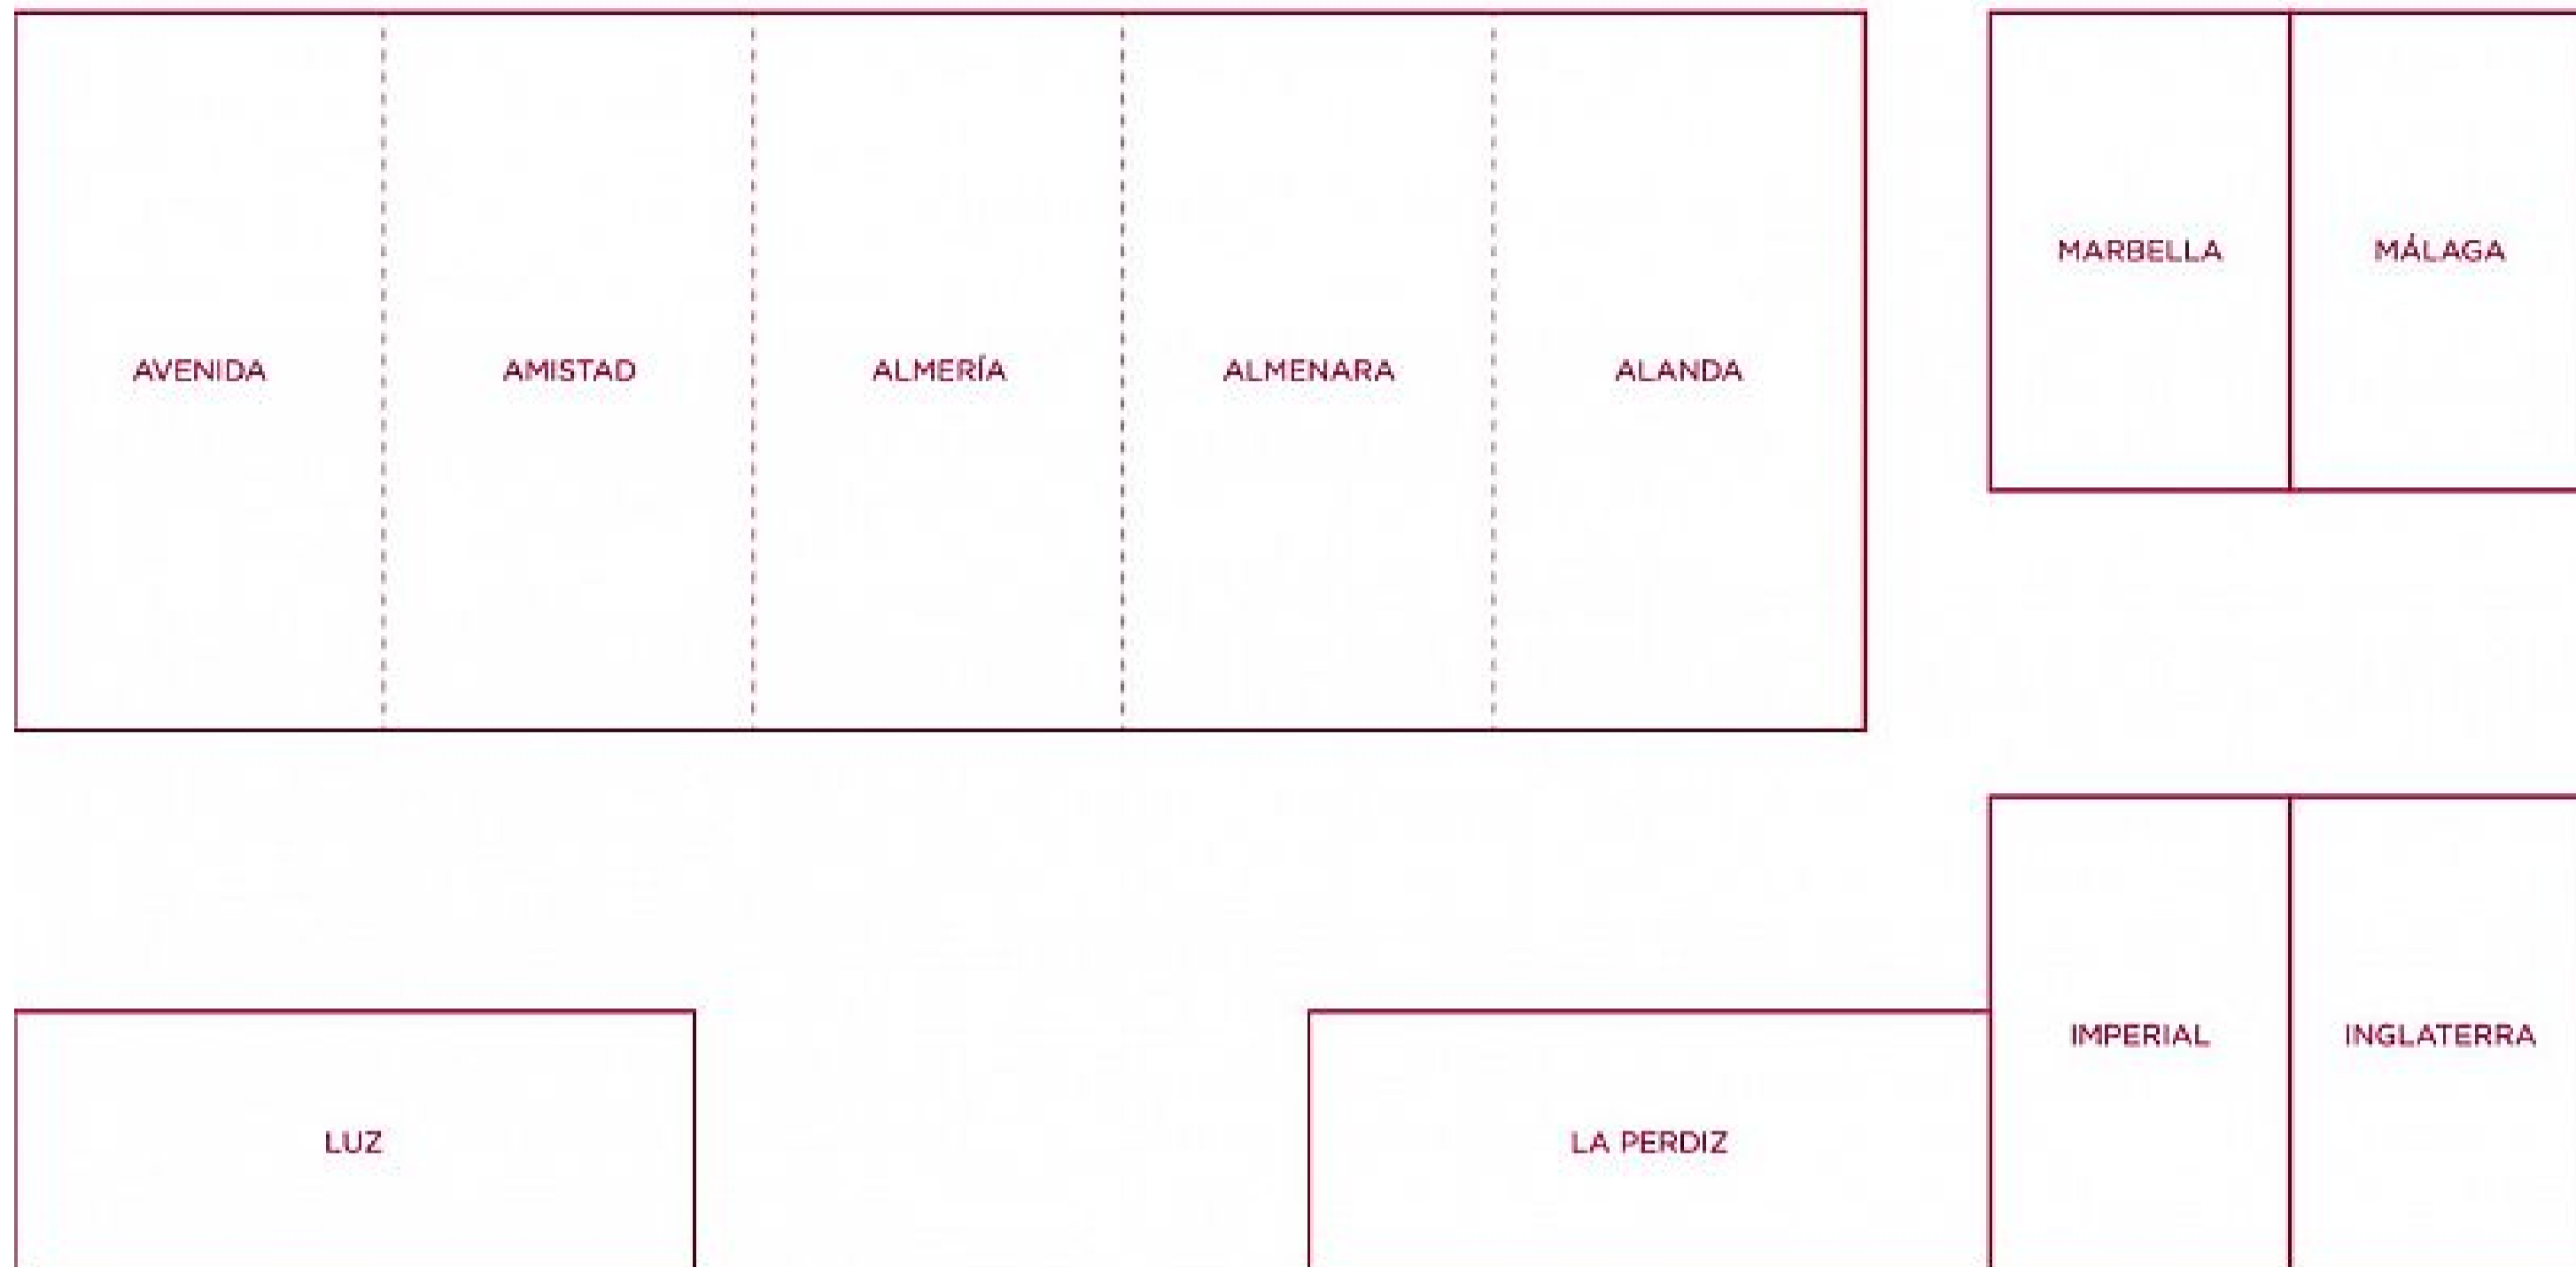 AVENIDA
AMISTAD
ALMERÍA
ALMENARA
ALANDA
MARBELLA
MÁLAGA
IMPERIAL
INGLATERRA
LUZ
LA PERDIZ